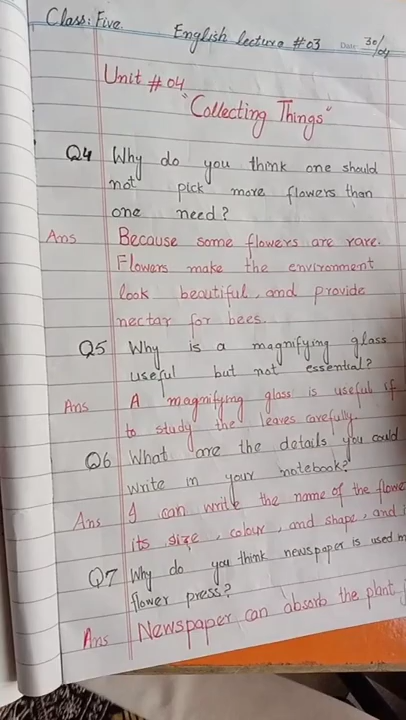 Class: Five.
English lecture #03 Date 30/04
Unit # 04
"Collecting Things"
Q4 Why do you think one should
not pick more flowers than
one need?
Ans Because some flowers are rare.
Flowers make the environment
look beautiful, and provide
nectar for bees.
Q5 Why is a magnifying glass
useful but not essential?
Ans A magnifying glass is useful if
to study the leaves carefully.
Q6 What are the details you could
write in your notebook?
Ans I can write the name of the flowe
its size, colour, and shape, and
Q7 Why do you think newspaper is used
flower press?
Ans Newspaper can absorb the plant